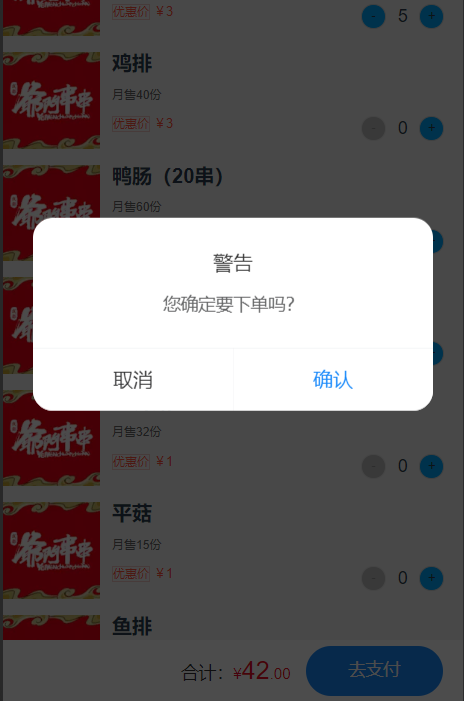 优惠价 ￥3
- 5 +
鸡排
月售40份
优惠价 ￥3
- 0 +
鸭肠（20串）
月售60份
警告
您确定要下单吗？
取消 确认
月售32份
优惠价 ￥1
- 0 +
平菇
月售15份
优惠价 ￥1
- 0 +
鱼排
合计： ¥42.00 去支付